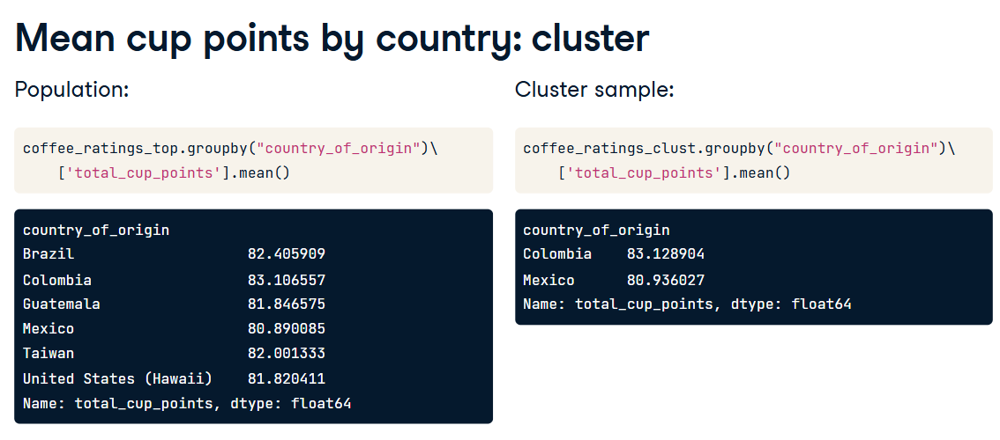 Mean cup points by country: cluster
Population:
coffee_ratings_top.groupby("country_of_origin")\
    ['total_cup_points'].mean()
country_of_origin
Brazil                    82.405909
Colombia                  83.106557
Guatemala                 81.846575
Mexico                    80.890085
Taiwan                    82.001333
United States (Hawaii)    81.820411
Name: total_cup_points, dtype: float64
Cluster sample:
coffee_ratings_clust.groupby("country_of_origin")\
    ['total_cup_points'].mean()
country_of_origin
Colombia    83.128904
Mexico      80.936027
Name: total_cup_points, dtype: float64